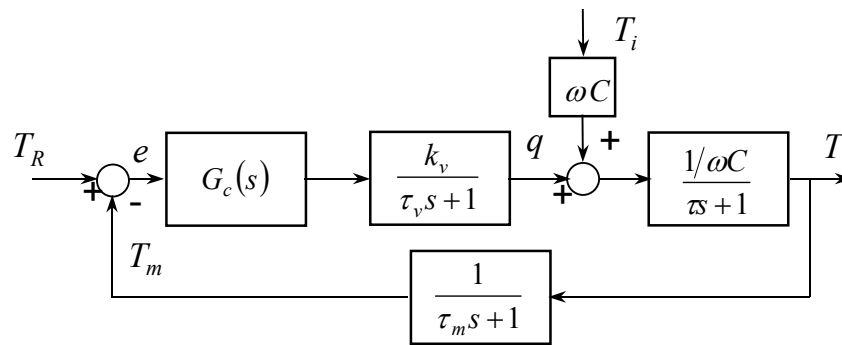 T_i
ωC
T_R
e
G_c(s)
k_v
τ_v s + 1
q
1/ωC
τs + 1
T
+
-
+
+
T_m
1
τ_m s + 1